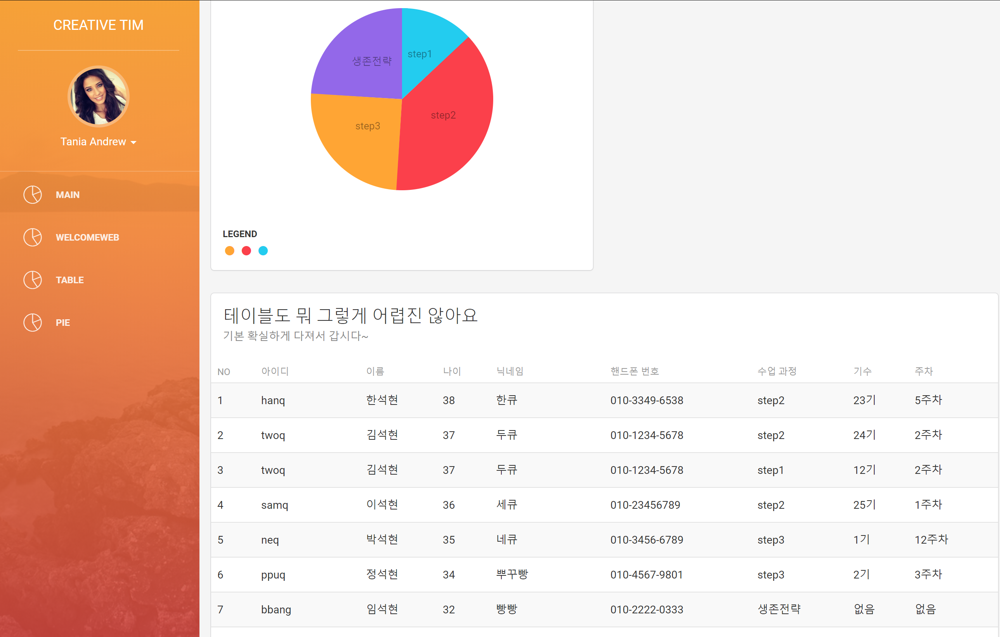 CREATIVE TIM
Tania Andrew
MAIN
WELCOMEWEB
TABLE
PIE
생존전략
step1
step2
step3
LEGEND
테이블도 뭐 그렇게 어렵진 않아요
기본 확실하게 다져서 갑시다~
NO 아이디 이름 나이 닉네임 핸드폰 번호 수업 과정 기수 주차
1 hanq 한석현 38 한큐 010-3349-6538 step2 23기 5주차
2 twoq 김석현 37 두큐 010-1234-5678 step2 24기 2주차
3 twoq 김석현 37 두큐 010-1234-5678 step1 12기 2주차
4 samq 이석현 36 세큐 010-23456789 step2 25기 1주차
5 neq 박석현 35 네큐 010-3456-6789 step3 1기 12주차
6 ppuq 정석현 34 뿌꾸빵 010-4567-9801 step3 2기 3주차
7 bbang 임석현 32 빵빵 010-2222-0333 생존전략 없음 없음